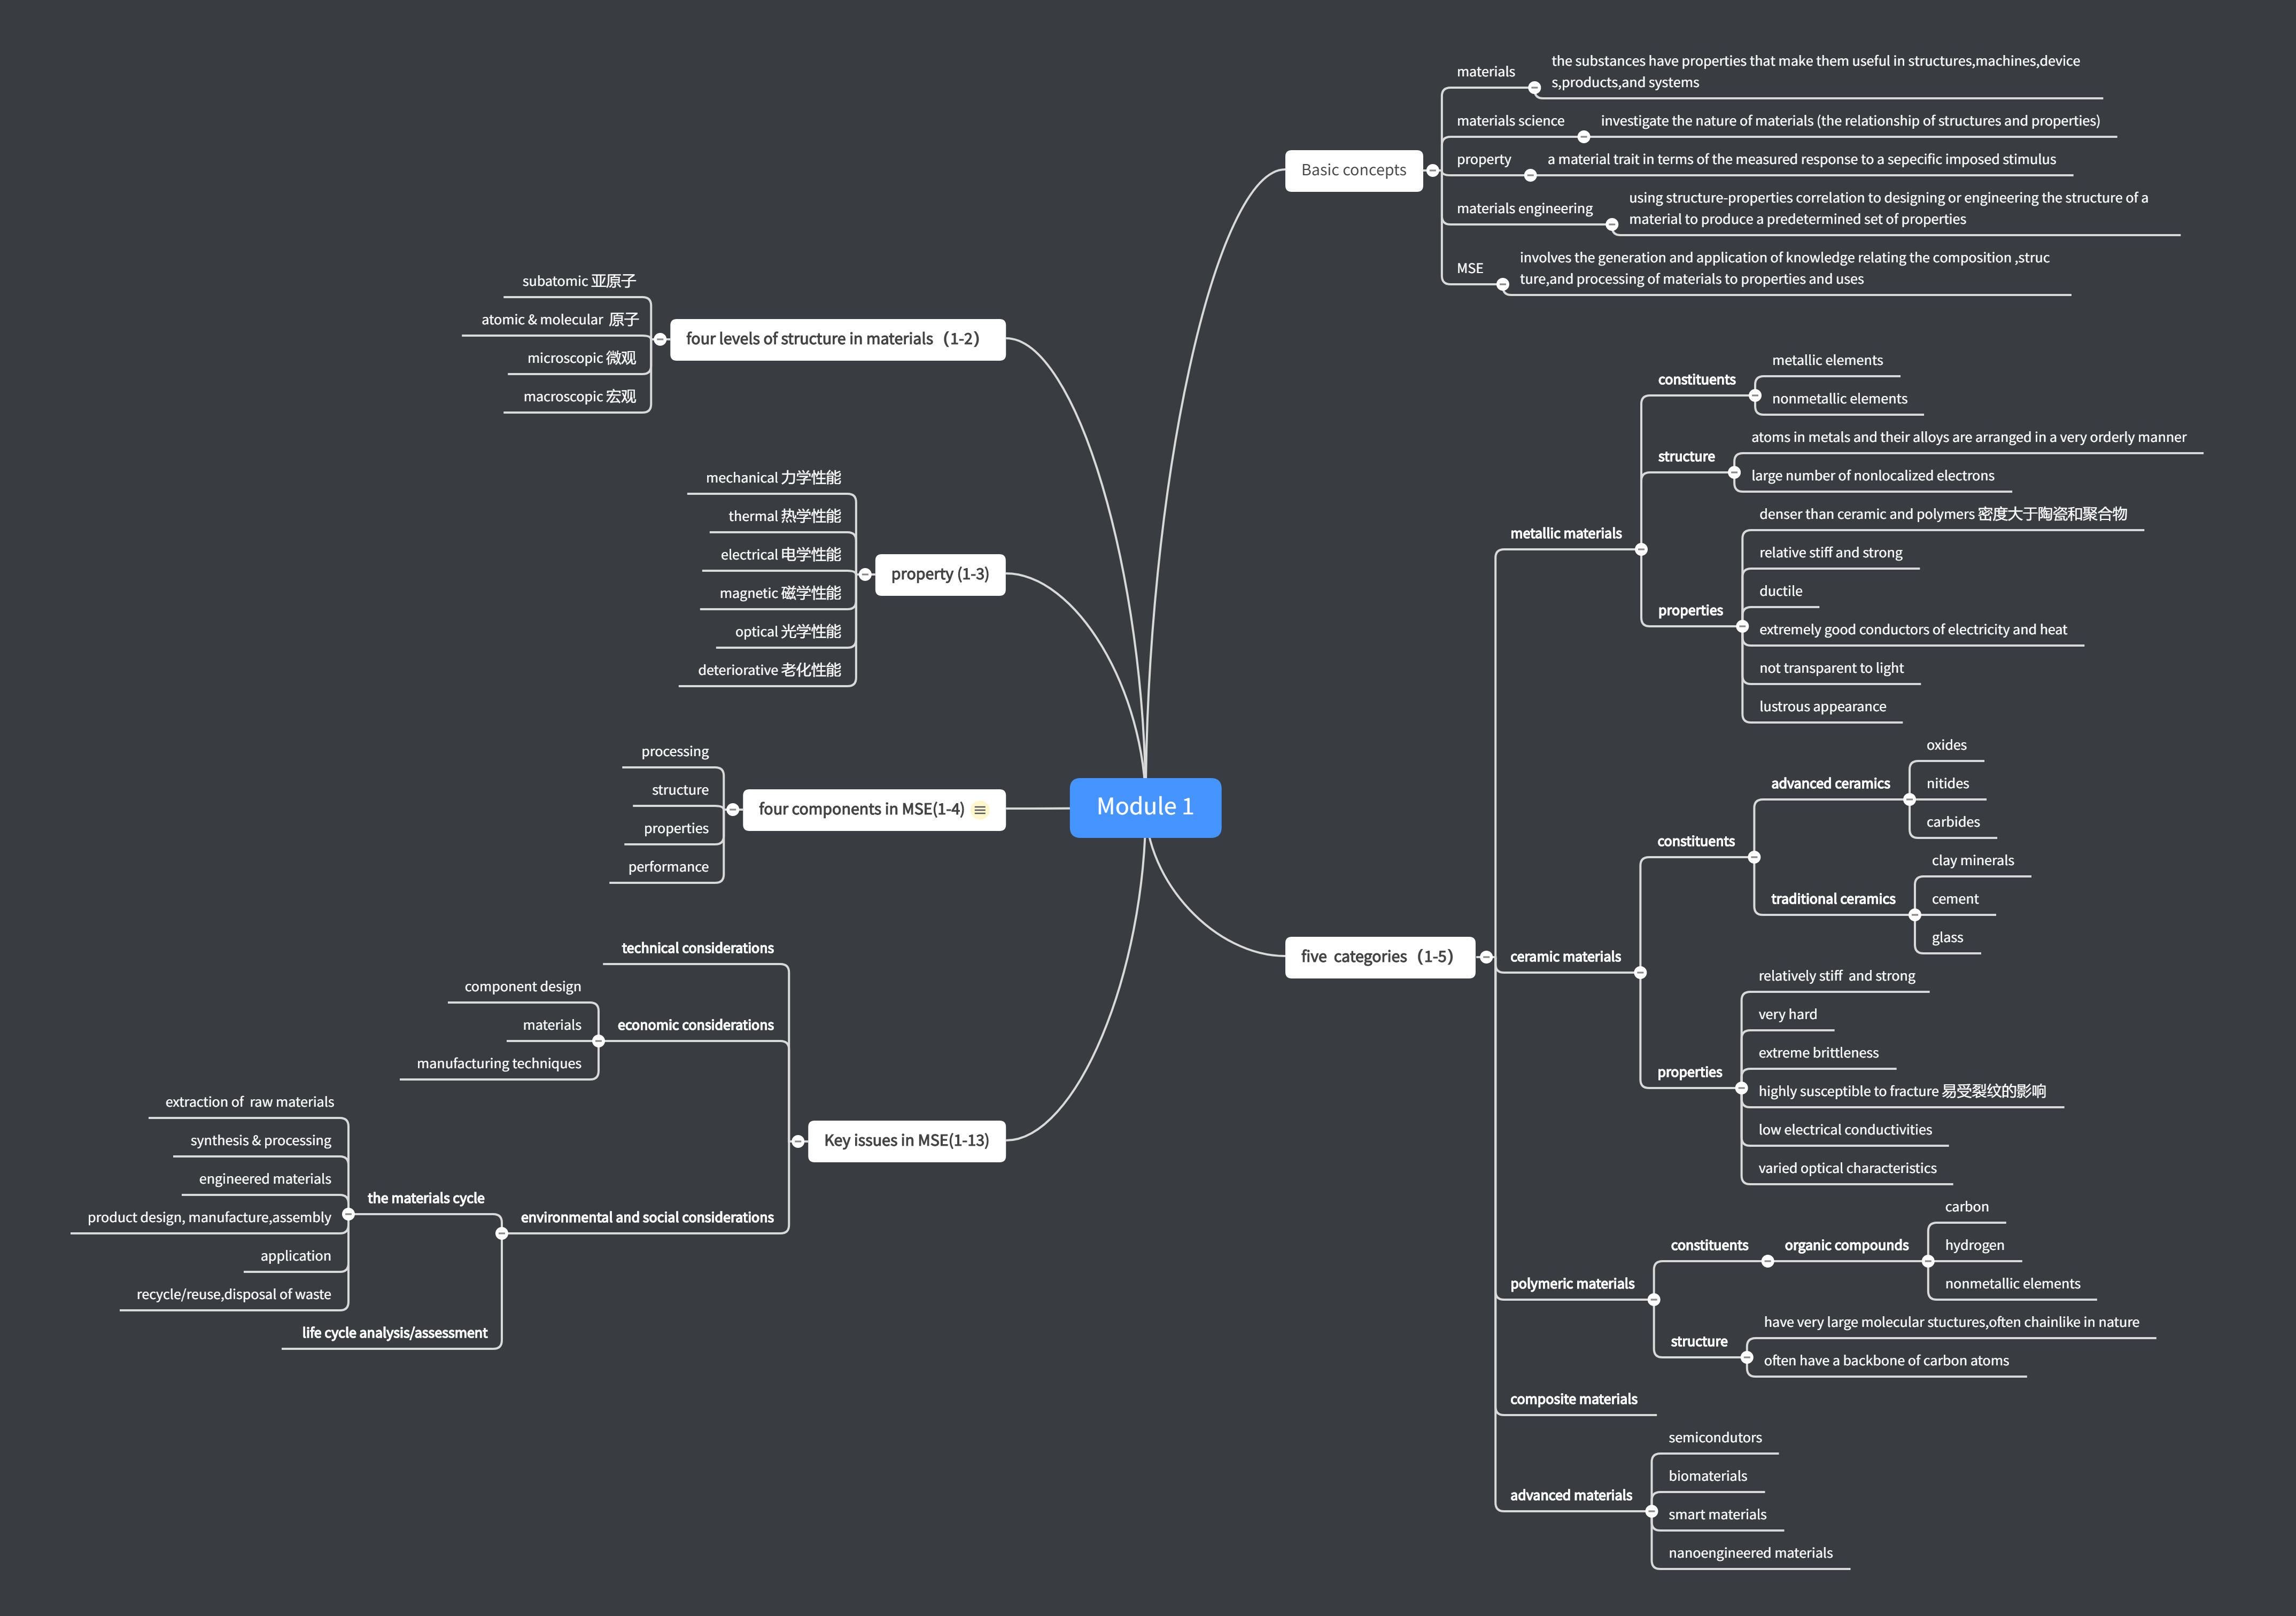 Module 1
Basic concepts
materials
the substances have properties that make them useful in structures,machines,device
s,products,and systems
materials science
investigate the nature of materials (the relationship of structures and properties)
property
a material trait in terms of the measured response to a sepecific imposed stimulus
materials engineering
using structure-properties correlation to designing or engineering the structure of a
material to produce a predetermined set of properties
MSE
involves the generation and application of knowledge relating the composition ,struc
ture,and processing of materials to properties and uses
five  categories（1-5）
metallic materials
constituents
metallic elements
nonmetallic elements
structure
atoms in metals and their alloys are arranged in a very orderly manner
large number of nonlocalized electrons
properties
denser than ceramic and polymers 密度大于陶瓷和聚合物
relative stiff and strong
ductile
extremely good conductors of electricity and heat
not transparent to light
lustrous appearance
ceramic materials
constituents
advanced ceramics
oxides
nitides
carbides
traditional ceramics
clay minerals
cement
glass
properties
relatively stiff  and strong
very hard
extreme brittleness
highly susceptible to fracture 易受裂纹的影响
low electrical conductivities
varied optical characteristics
polymeric materials
constituents
organic compounds
carbon
hydrogen
nonmetallic elements
structure
have very large molecular stuctures,often chainlike in nature
often have a backbone of carbon atoms
composite materials
advanced materials
semicondutors
biomaterials
smart materials
nanoengineered materials
four levels of structure in materials（1-2）
subatomic 亚原子
atomic & molecular  原子
microscopic 微观
macroscopic 宏观
property (1-3)
mechanical 力学性能
thermal 热学性能
electrical 电学性能
magnetic 磁学性能
optical 光学性能
deteriorative 老化性能
four components in MSE(1-4)
processing
structure
properties
performance
Key issues in MSE(1-13)
technical considerations
economic considerations
component design
materials
manufacturing techniques
environmental and social considerations
the materials cycle
extraction of  raw materials
synthesis & processing
engineered materials
product design, manufacture,assembly
application
recycle/reuse,disposal of waste
life cycle analysis/assessment